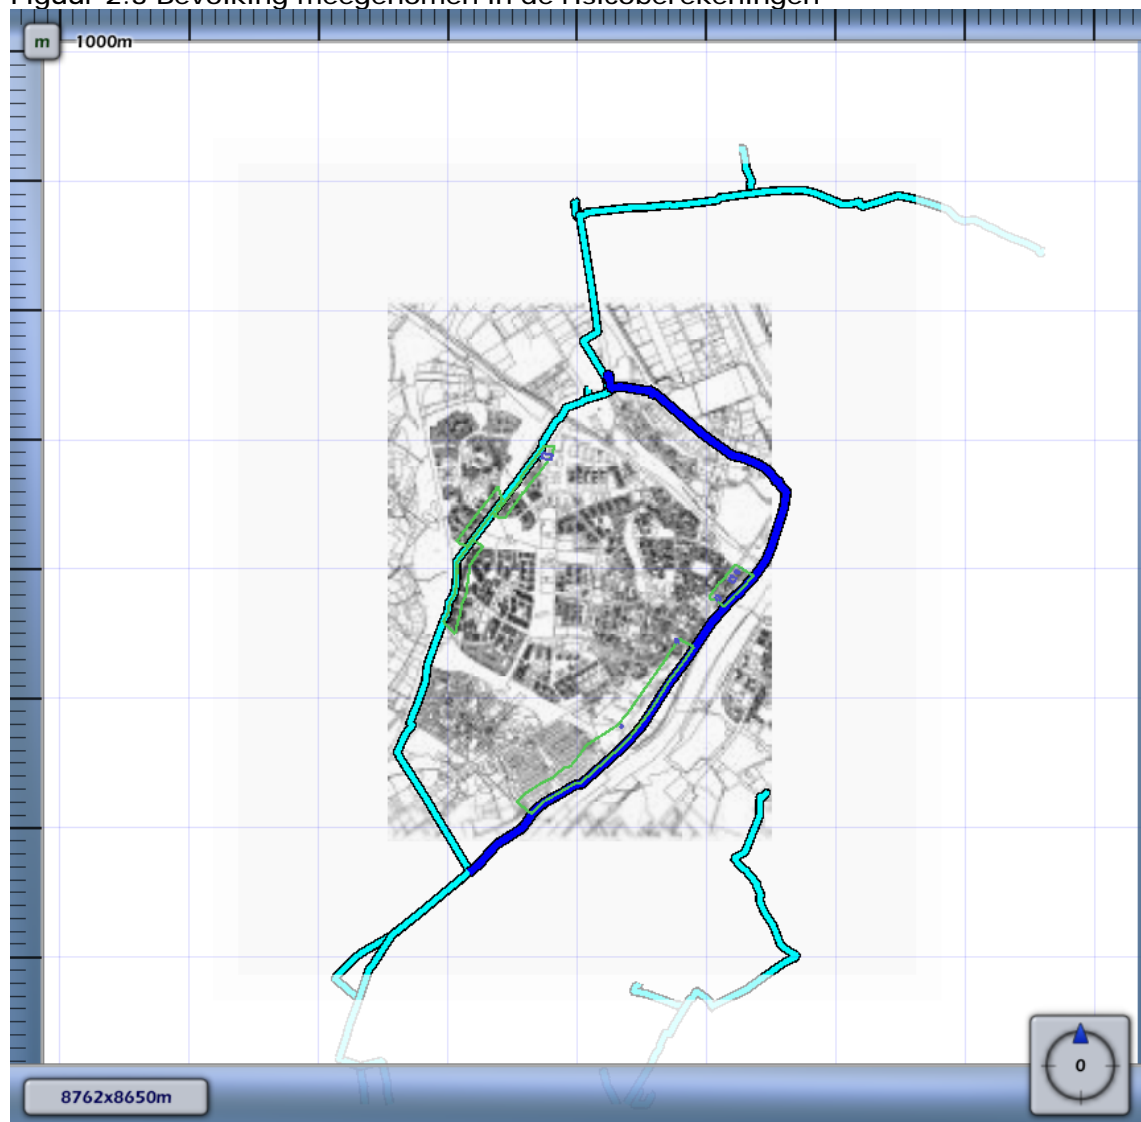 Figuur 2.3 Bevolking meegenomen in de risicoberekeningen
m
1000m
0
8762x8650m